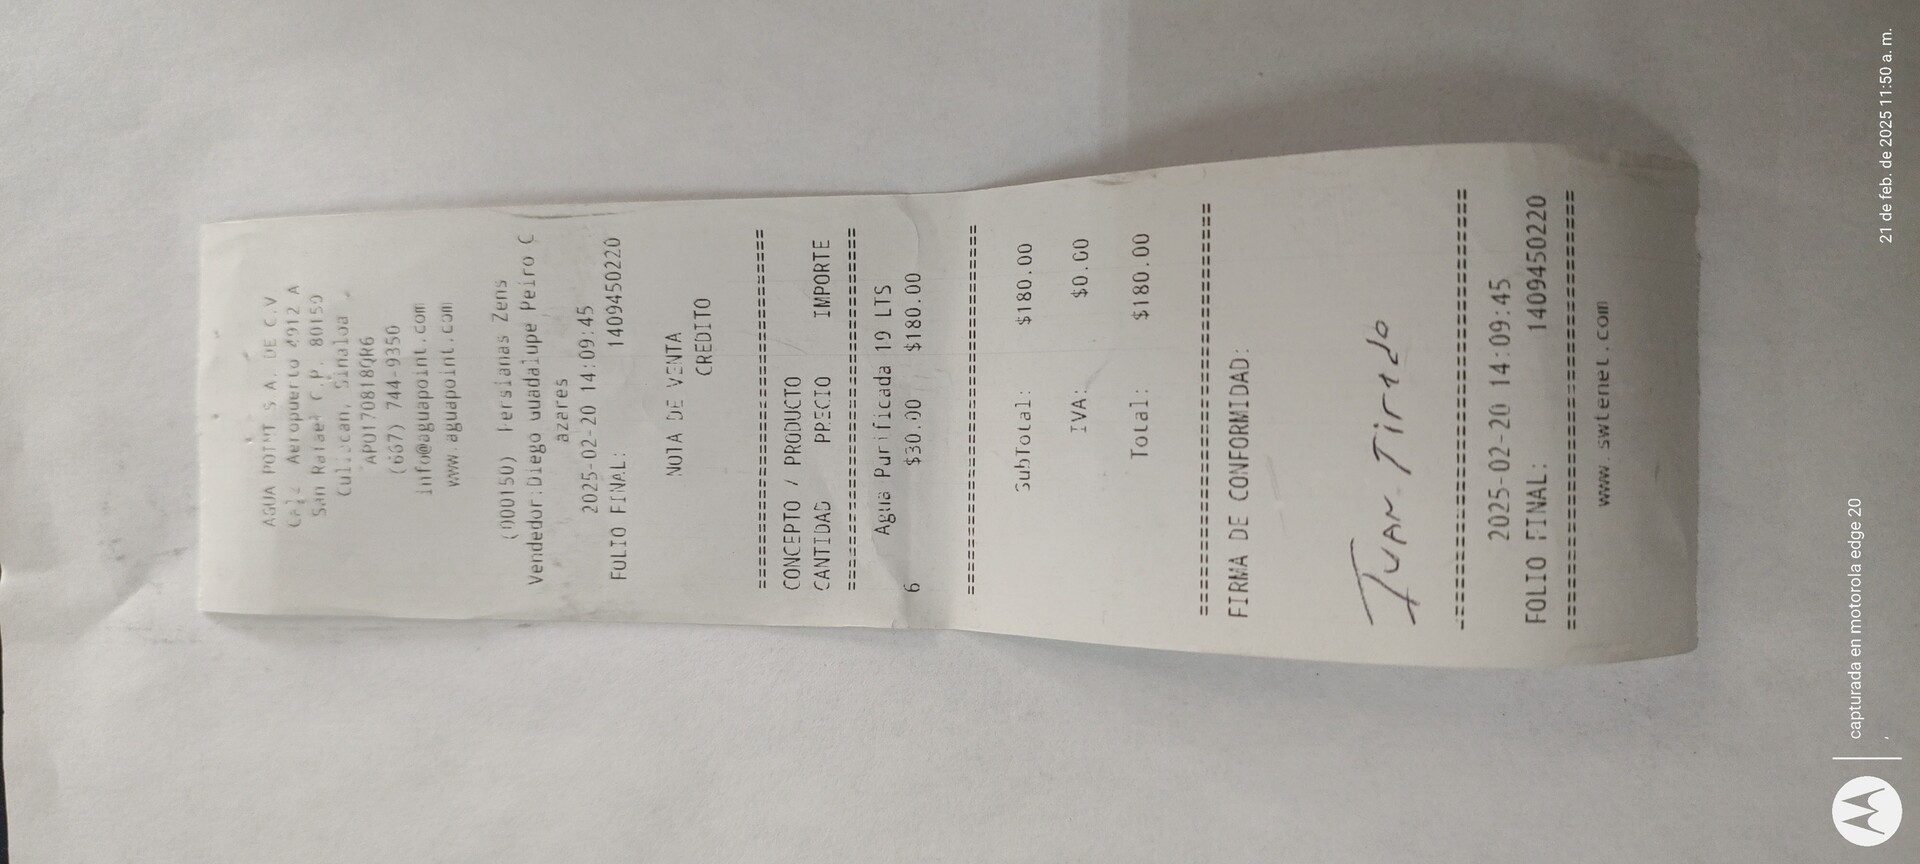 AGUA POINT S.A. DE C.V
Aeropuerto 4912 A
San Rafael C.P. 80150
Culiacan, Sinaloa
APO170818QR6
(667) 744-9350
info@aguapoint.com
www.aguapoint.com
(000150) Persianas Zens
Vendedor:Diego Guadalupe Peiro C
azares
2025-02-20 14:09:45
FOLIO FINAL: 1409450220
NOTA DE VENTA
CREDITO
================================
CONCEPTO / PRODUCTO
CANTIDAD PRECIO IMPORTE
================================
Agua Purificada 19 LTS
6 $30.00 $180.00
================================
SubTotal: $180.00
IVA: $0.00
Total: $180.00
================================
FIRMA DE CONFORMIDAD:
IVAN TIrado
================================
2025-02-20 14:09:45
FOLIO FINAL: 1409450220
================================
www.swtenet.com
capturada en motorola edge 20
21 de feb. de 2025 11:50 a. m.